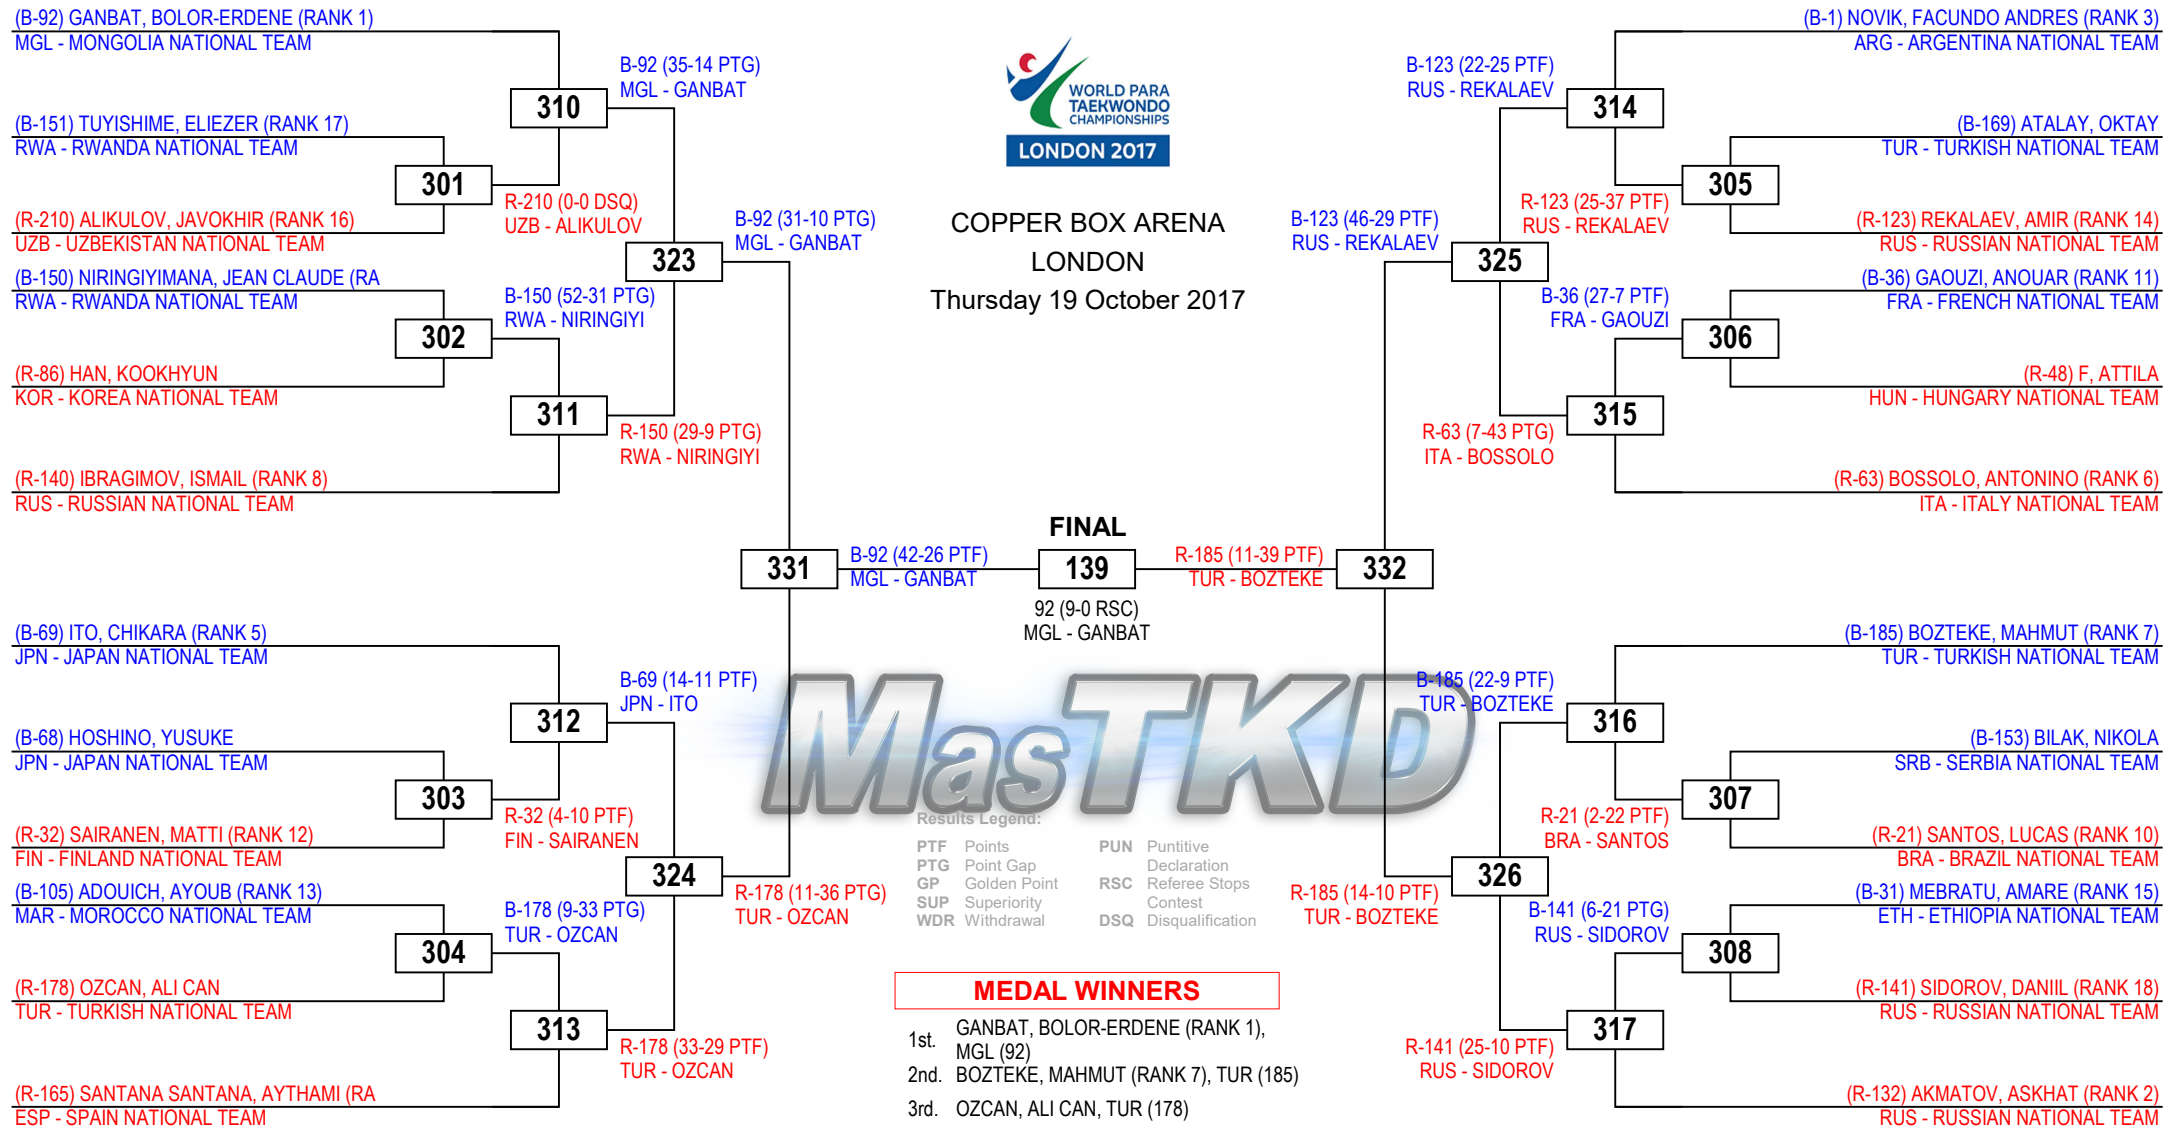 (B-92) GANBAT, BOLOR-ERDENE (RANK 1)
MGL - MONGOLIA NATIONAL TEAM
(B-151) TUYISHIME, ELIEZER (RANK 17)
RWA - RWANDA NATIONAL TEAM
301
(R-210) ALIKULOV, JAVOKHIR (RANK 16)
UZB - UZBEKISTAN NATIONAL TEAM
(B-150) NIRINGIYIMANA, JEAN CLAUDE (RA
RWA - RWANDA NATIONAL TEAM
302
(R-86) HAN, KOOKHYUN
KOR - KOREA NATIONAL TEAM
(R-140) IBRAGIMOV, ISMAIL (RANK 8)
RUS - RUSSIAN NATIONAL TEAM
310
R-210 (0-0 DSQ)
UZB - ALIKULOV
B-150 (52-31 PTG)
RWA - NIRINGIYI
311
B-92 (35-14 PTG)
MGL - GANBAT
323
R-150 (29-9 PTG)
RWA - NIRINGIYI
B-92 (31-10 PTG)
MGL - GANBAT
(B-69) ITO, CHIKARA (RANK 5)
JPN - JAPAN NATIONAL TEAM
(B-68) HOSHINO, YUSUKE
JPN - JAPAN NATIONAL TEAM
303
(R-32) SAIRANEN, MATTI (RANK 12)
FIN - FINLAND NATIONAL TEAM
(B-105) ADOUICH, AYOUB (RANK 13)
MAR - MOROCCO NATIONAL TEAM
304
(R-178) OZCAN, ALI CAN
TUR - TURKISH NATIONAL TEAM
(R-165) SANTANA SANTANA, AYTHAMI (RA
ESP - SPAIN NATIONAL TEAM
312
R-32 (4-10 PTF)
FIN - SAIRANEN
B-178 (9-33 PTG)
TUR - OZCAN
313
B-69 (14-11 PTF)
JPN - ITO
324
R-178 (33-29 PTF)
TUR - OZCAN
R-178 (11-36 PTG)
TUR - OZCAN
331
B-92 (42-26 PTF)
MGL - GANBAT
WORLD PARA
TAEKWONDO
CHAMPIONSHIPS
LONDON 2017
COPPER BOX ARENA
LONDON
Thursday 19 October 2017
FINAL
139
92 (9-0 RSC)
MGL - GANBAT
R-185 (11-39 PTF)
TUR - BOZTEKE
332
(B-1) NOVIK, FACUNDO ANDRES (RANK 3)
ARG - ARGENTINA NATIONAL TEAM
(B-169) ATALAY, OKTAY
TUR - TURKISH NATIONAL TEAM
305
(R-123) REKALAEV, AMIR (RANK 14)
RUS - RUSSIAN NATIONAL TEAM
(B-36) GAOUZI, ANOUAR (RANK 11)
FRA - FRENCH NATIONAL TEAM
306
(R-48) F, ATTILA
HUN - HUNGARY NATIONAL TEAM
(R-63) BOSSOLO, ANTONINO (RANK 6)
ITA - ITALY NATIONAL TEAM
314
R-123 (25-37 PTF)
RUS - REKALAEV
B-36 (27-7 PTF)
FRA - GAOUZI
315
B-123 (22-25 PTF)
RUS - REKALAEV
325
R-63 (7-43 PTG)
ITA - BOSSOLO
B-123 (46-29 PTF)
RUS - REKALAEV
(B-185) BOZTEKE, MAHMUT (RANK 7)
TUR - TURKISH NATIONAL TEAM
(B-153) BILAK, NIKOLA
SRB - SERBIA NATIONAL TEAM
307
(R-21) SANTOS, LUCAS (RANK 10)
BRA - BRAZIL NATIONAL TEAM
(B-31) MEBRATU, AMARE (RANK 15)
ETH - ETHIOPIA NATIONAL TEAM
308
(R-141) SIDOROV, DANIIL (RANK 18)
RUS - RUSSIAN NATIONAL TEAM
(R-132) AKMATOV, ASKHAT (RANK 2)
RUS - RUSSIAN NATIONAL TEAM
316
R-21 (2-22 PTF)
BRA - SANTOS
B-141 (6-21 PTG)
RUS - SIDOROV
317
B-185 (22-9 PTF)
TUR - BOZTEKE
326
R-141 (25-10 PTF)
RUS - SIDOROV
R-185 (14-10 PTF)
TUR - BOZTEKE
MasTKD
Results Legend:
PTF Points
PTG Point Gap
GP Golden Point
SUP Superiority
WDR Withdrawal
PUN Puntitive
Declaration
RSC Referee Stops
Contest
DSQ Disqualification
MEDAL WINNERS
1st. GANBAT, BOLOR-ERDENE (RANK 1),
MGL (92)
2nd. BOZTEKE, MAHMUT (RANK 7), TUR (185)
3rd. OZCAN, ALI CAN, TUR (178)